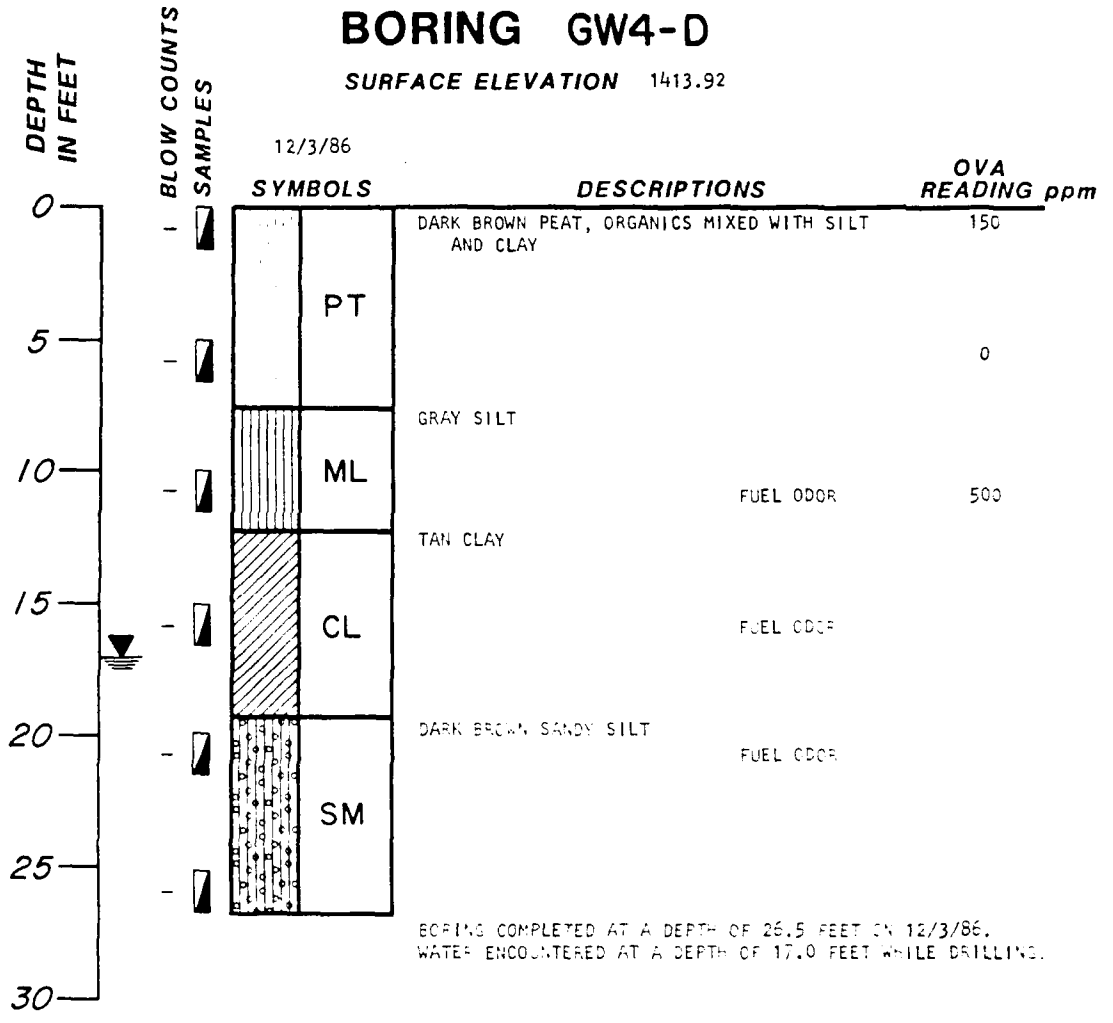 BORING GW4-D
SURFACE ELEVATION 1413.92
DEPTH IN FEET
BLOW COUNTS
SAMPLES
12/3/86
SYMBOLS
DESCRIPTIONS
OVA READING ppm
0
–
DARK BROWN PEAT, ORGANICS MIXED WITH SILT
AND CLAY
150
PT
5
–
0
GRAY SILT
10
–
ML
FUEL ODOR
500
TAN CLAY
15
–
CL
FUEL ODOR
DARK BROWN SANDY SILT
20
–
FUEL ODOR
SM
25
–
BORING COMPLETED AT A DEPTH OF 26.5 FEET ON 12/3/86.
WATER ENCOUNTERED AT A DEPTH OF 17.0 FEET WHILE DRILLING.
30